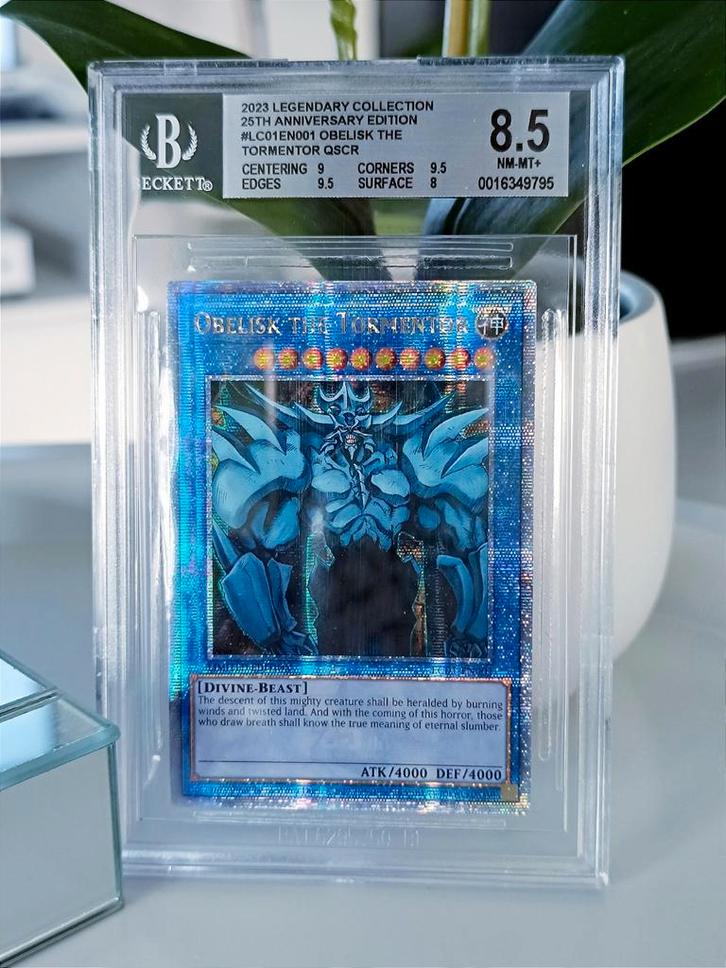 B
BECKETT®
2023 LEGENDARY COLLECTION
25TH ANNIVERSARY EDITION
#LC01EN001 OBELISK THE
TORMENTOR QSCR
CENTERING 9 CORNERS 9.5
EDGES 9.5 SURFACE 8
8.5
NM-MT+
0016349795
OBELISK THE TORMENTOR 神
[DIVINE-BEAST]
The descent of this mighty creature shall be heralded by burning
winds and twisted land. And with the coming of this horror, those
who draw breath shall know the true meaning of eternal slumber.
ATK/4000 DEF/4000